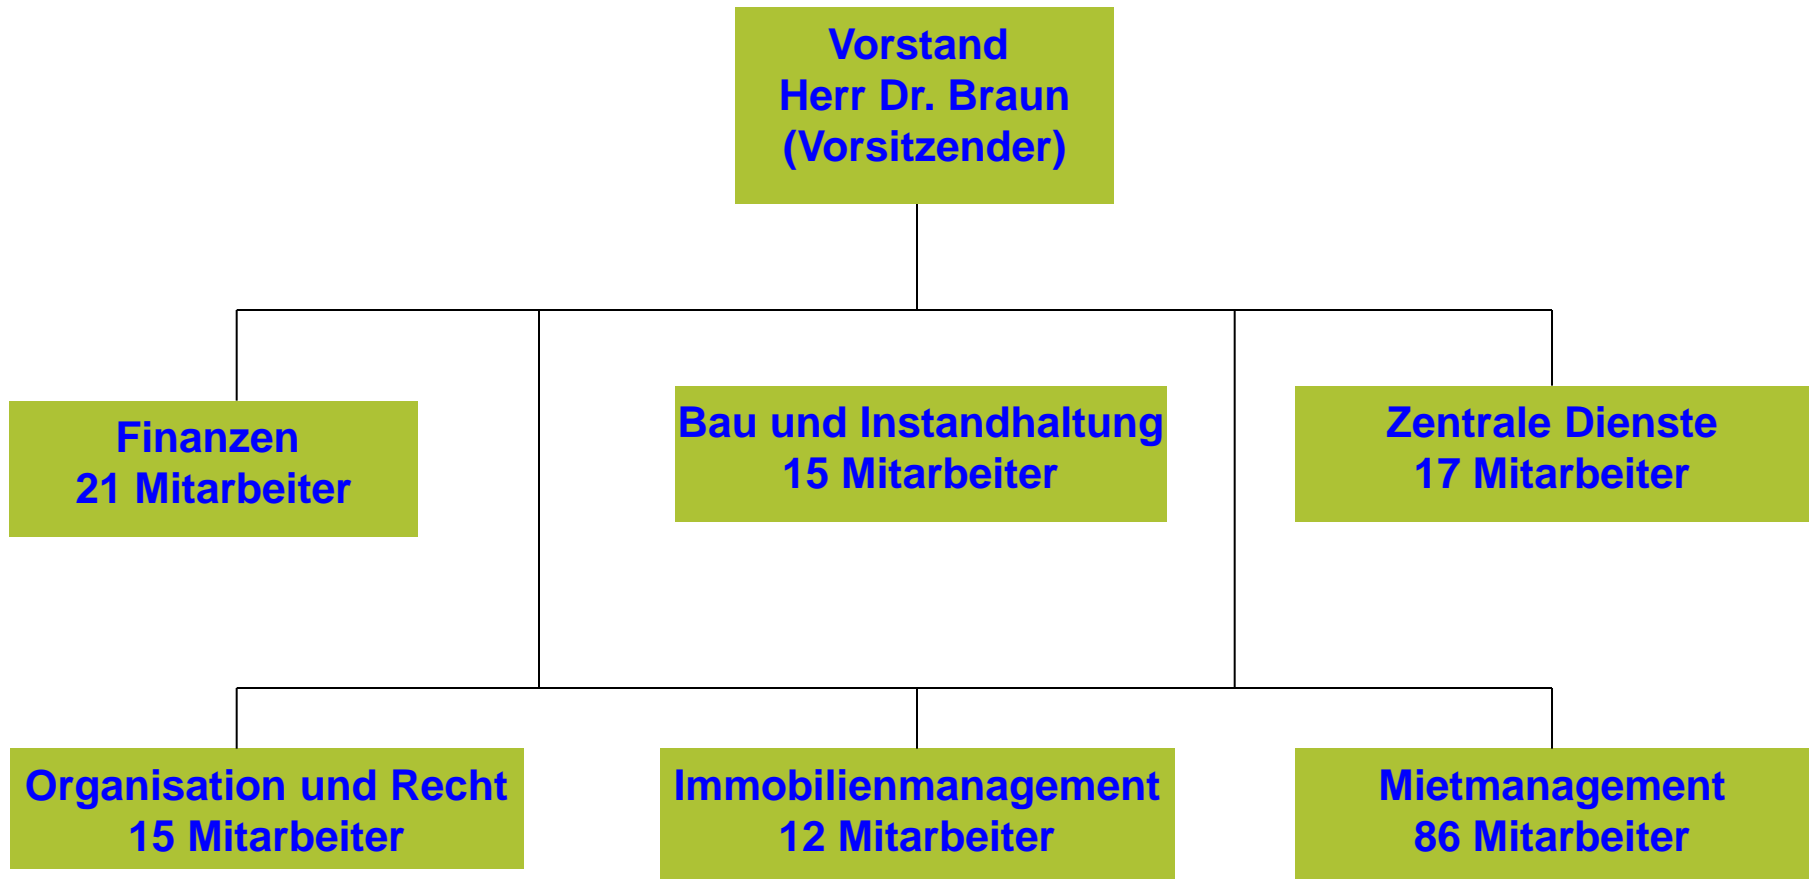 Vorstand
Herr Dr. Braun
(Vorsitzender)
Finanzen
21 Mitarbeiter
Bau und Instandhaltung
15 Mitarbeiter
Zentrale Dienste
17 Mitarbeiter
Organisation und Recht
15 Mitarbeiter
Immobilienmanagement
12 Mitarbeiter
Mietmanagement
86 Mitarbeiter